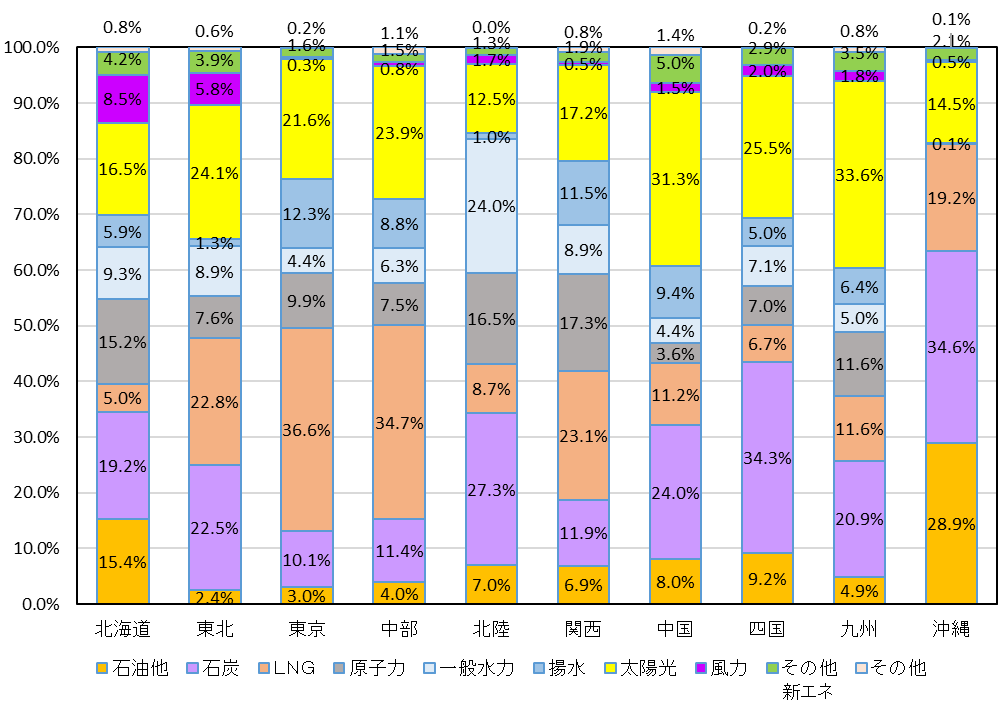 0.8% 0.6% 0.2% 1.1% 0.0% 0.8% 1.4% 0.2% 0.8% 0.1%
100.0% 1.6% 1.5% 1.3% 1.9% 2.9% 3.5% 2.1%
4.2% 3.9% 0.3% 0.8% 1.7% 0.5% 5.0% 2.0% 1.8% 0.5%
90.0% 8.5% 5.8% 1.5%
21.6% 23.9% 12.5% 17.2% 14.5%
80.0% 16.5% 24.1% 1.0% 31.3% 25.5% 33.6% 0.1%
70.0% 12.3% 8.8% 24.0% 11.5% 19.2%
5.9% 1.3% 5.0%
60.0% 9.3% 8.9% 4.4% 6.3% 8.9% 9.4% 7.1% 6.4%
50.0% 15.2% 7.6% 9.9% 7.5% 16.5% 17.3% 4.4% 7.0% 5.0%
3.6% 6.7% 11.6% 34.6%
40.0% 5.0% 22.8% 36.6% 34.7% 8.7% 23.1% 11.2% 11.6%
30.0% 19.2% 34.3%
20.0% 22.5% 27.3% 24.0% 20.9% 28.9%
10.0% 15.4% 10.1% 11.4% 11.9%
0.0% 2.4% 3.0% 4.0% 7.0% 6.9% 8.0% 9.2% 4.9%
北海道 東北 東京 中部 北陸 関西 中国 四国 九州 沖縄
石油他 石炭 LNG 原子力 一般水力 揚水 太陽光 風力 その他 その他
新エネ